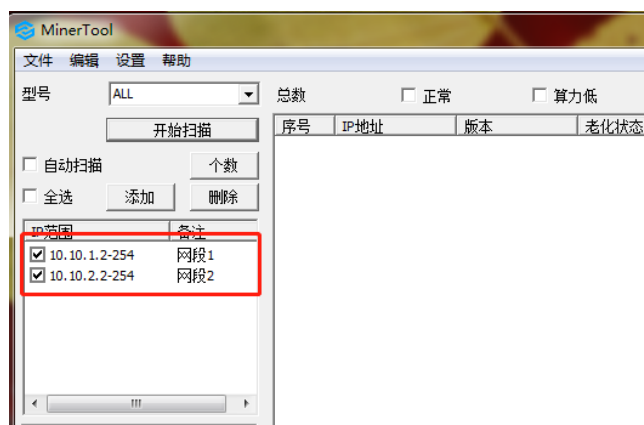 MinerTool
文件 编辑 设置 帮助
型号 ALL 总数 正常 算力低
开始扫描 序号 IP地址 版本 老化状态
自动扫描 个数
全选 添加 删除
IP范围 备注
10.10.1.2-254 网段1
10.10.2.2-254 网段2